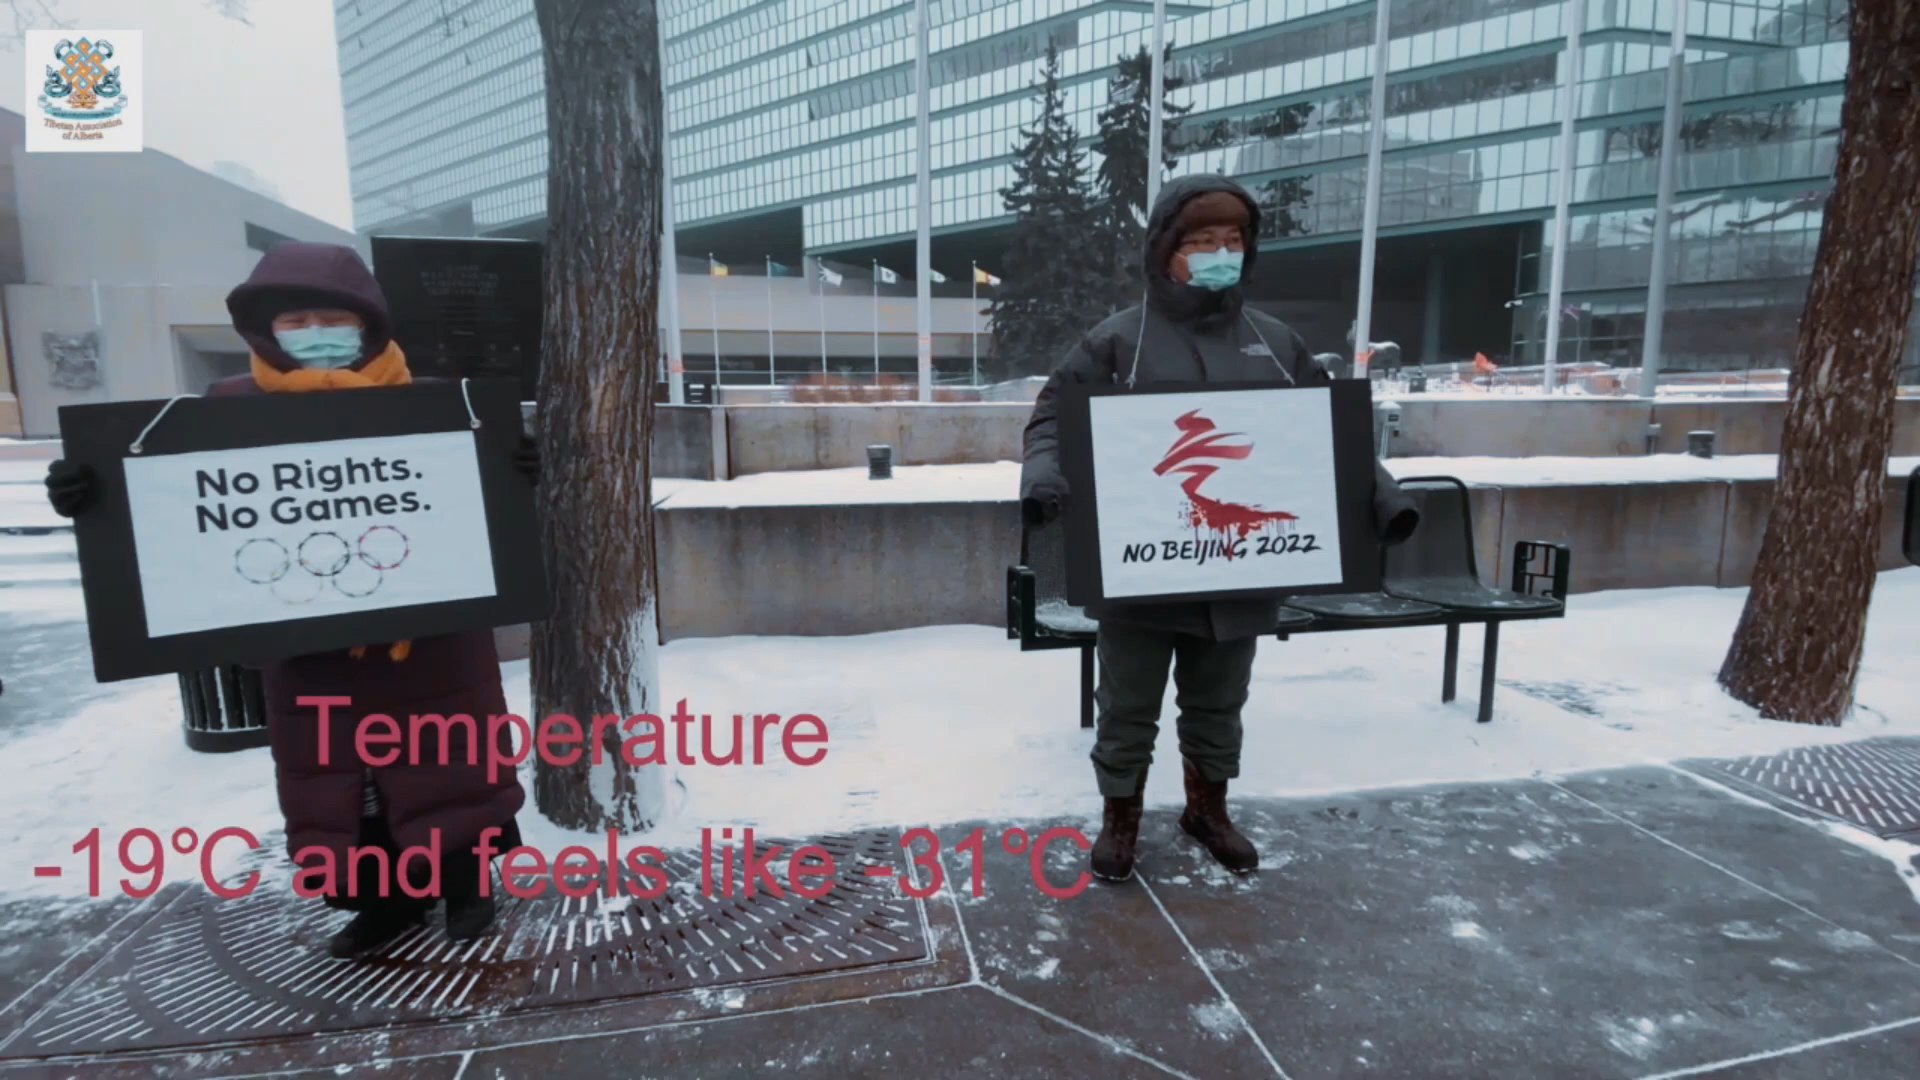 Tibetan Association
of Alberta
No Rights.
No Games.
NO BEIJING 2022
Temperature
-19°C and feels like -31°C